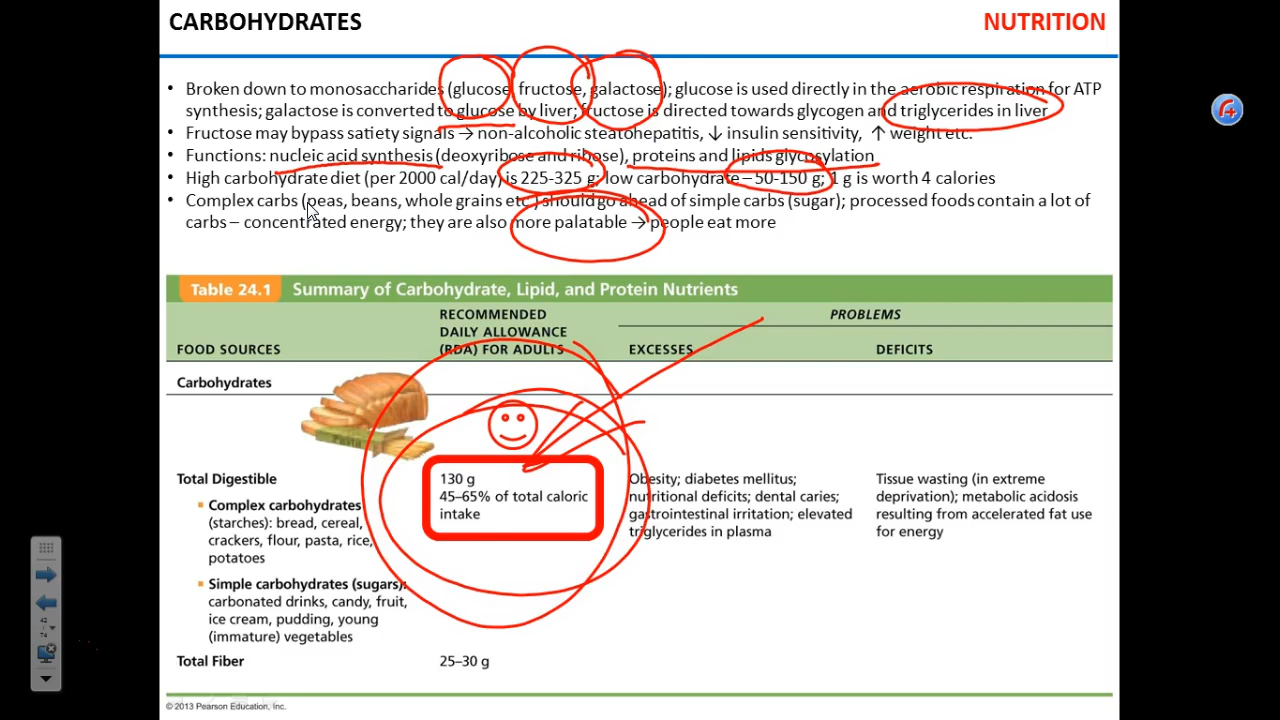 CARBOHYDRATES NUTRITION
• Broken down to monosaccharides (glucose, fructose, galactose); glucose is used directly in the aerobic respiration for ATP
synthesis; galactose is converted to glucose by liver; fructose is directed towards glycogen and triglycerides in liver
• Fructose may bypass satiety signals → non-alcoholic steatohepatitis, ↓ insulin sensitivity, ↑ weight etc.
• Functions: nucleic acid synthesis (deoxyribose and ribose), proteins and lipids glycosylation
• High carbohydrate diet (per 2000 cal/day) is 225-325 g; low carbohydrate – 50-150 g; 1 g is worth 4 calories
• Complex carbs (peas, beans, whole grains etc.) should go ahead of simple carbs (sugar); processed foods contain a lot of
carbs – concentrated energy; they are also more palatable → people eat more
Table 24.1 Summary of Carbohydrate, Lipid, and Protein Nutrients
RECOMMENDED
DAILY ALLOWANCE
(RDA) FOR ADULTS
PROBLEMS
FOOD SOURCES
EXCESSES
DEFICITS
Carbohydrates
Total Digestible
▪ Complex carbohydrates
(starches): bread, cereal,
crackers, flour, pasta, rice,
potatoes
▪ Simple carbohydrates (sugars):
carbonated drinks, candy, fruit,
ice cream, pudding, young
(immature) vegetables
130 g
45–65% of total caloric
intake
Obesity; diabetes mellitus;
nutritional deficits; dental caries;
gastrointestinal irritation; elevated
triglycerides in plasma
Tissue wasting (in extreme
deprivation); metabolic acidosis
resulting from accelerated fat use
for energy
Total Fiber
25–30 g
© 2013 Pearson Education, Inc.
42
74